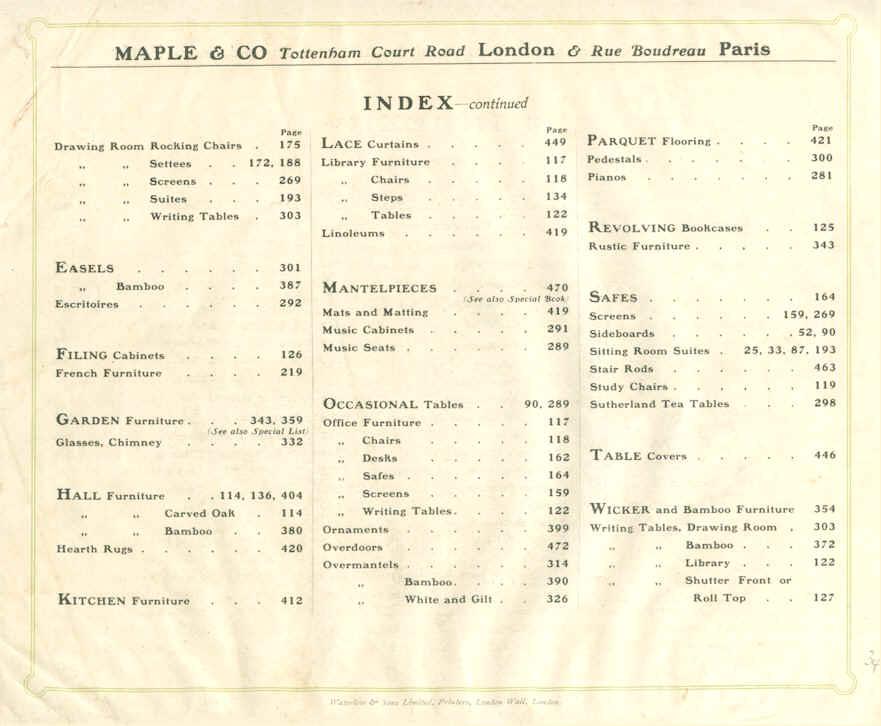 MAPLE & CO Tottenham Court Road London & Rue Boudreau Paris
INDEX—continued
Page
Drawing Room Rocking Chairs . 175
„ „ Settees . . 172, 188
„ „ Screens . . . 269
„ „ Suites . . . 193
„ „ Writing Tables . 303
EASELS . . . . . . 301
„ Bamboo . . . . 387
Escritoires . . . . . . 292
FILING Cabinets . . . . 126
French Furniture . . . . 219
GARDEN Furniture . . . 343, 359
(See also Special List)
Glasses, Chimney . . . . 332
HALL Furniture . . 114, 136, 404
„ „ Carved Oak . 114
„ „ Bamboo . . 380
Hearth Rugs . . . . . . 420
KITCHEN Furniture . . . 412
Page
LACE Curtains . . . . . 449
Library Furniture . . . . 117
„ Chairs . . . . . 118
„ Steps . . . . . 134
„ Tables . . . . . 122
Linoleums . . . . . . 419
MANTELPIECES . . . . 470
(See also Special Book)
Mats and Matting . . . . 419
Music Cabinets . . . . . 291
Music Seats . . . . . . 289
OCCASIONAL Tables . . 90, 289
Office Furniture . . . . . 117
„ Chairs . . . . . 118
„ Desks . . . . . 162
„ Safes . . . . . . 164
„ Screens . . . . . 159
„ Writing Tables . . . . 122
Ornaments . . . . . . 399
Overdoors . . . . . . 472
Overmantels . . . . . . 314
„ Bamboo . . . . 390
„ White and Gilt . . 326
Page
PARQUET Flooring . . . . 421
Pedestals . . . . . . 300
Pianos . . . . . . . 281
REVOLVING Bookcases . . 125
Rustic Furniture . . . . . 343
SAFES . . . . . . . 164
Screens . . . . . . 159, 269
Sideboards . . . . . . 52, 90
Sitting Room Suites . 25, 33, 87, 193
Stair Rods . . . . . . 463
Study Chairs . . . . . . 119
Sutherland Tea Tables . . . 298
TABLE Covers . . . . . 446
WICKER and Bamboo Furniture 354
Writing Tables, Drawing Room . 303
„ „ Bamboo . . . 372
„ „ Library . . . 122
„ „ Shutter Front or
Roll Top . . 127
Waterlow & Sons Limited, Printers, London Wall, London
34